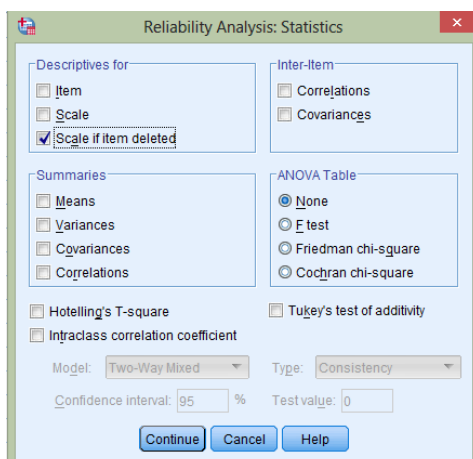 Reliability Analysis: Statistics
Descriptives for
Item
Scale
Scale if item deleted
Inter-Item
Correlations
Covariances
Summaries
Means
Variances
Covariances
Correlations
ANOVA Table
None
F test
Friedman chi-square
Cochran chi-square
Hotelling's T-square
Tukey's test of additivity
Intraclass correlation coefficient
Model: Two-Way Mixed Type: Consistency
Confidence interval: 95 % Test value: 0
Continue Cancel Help